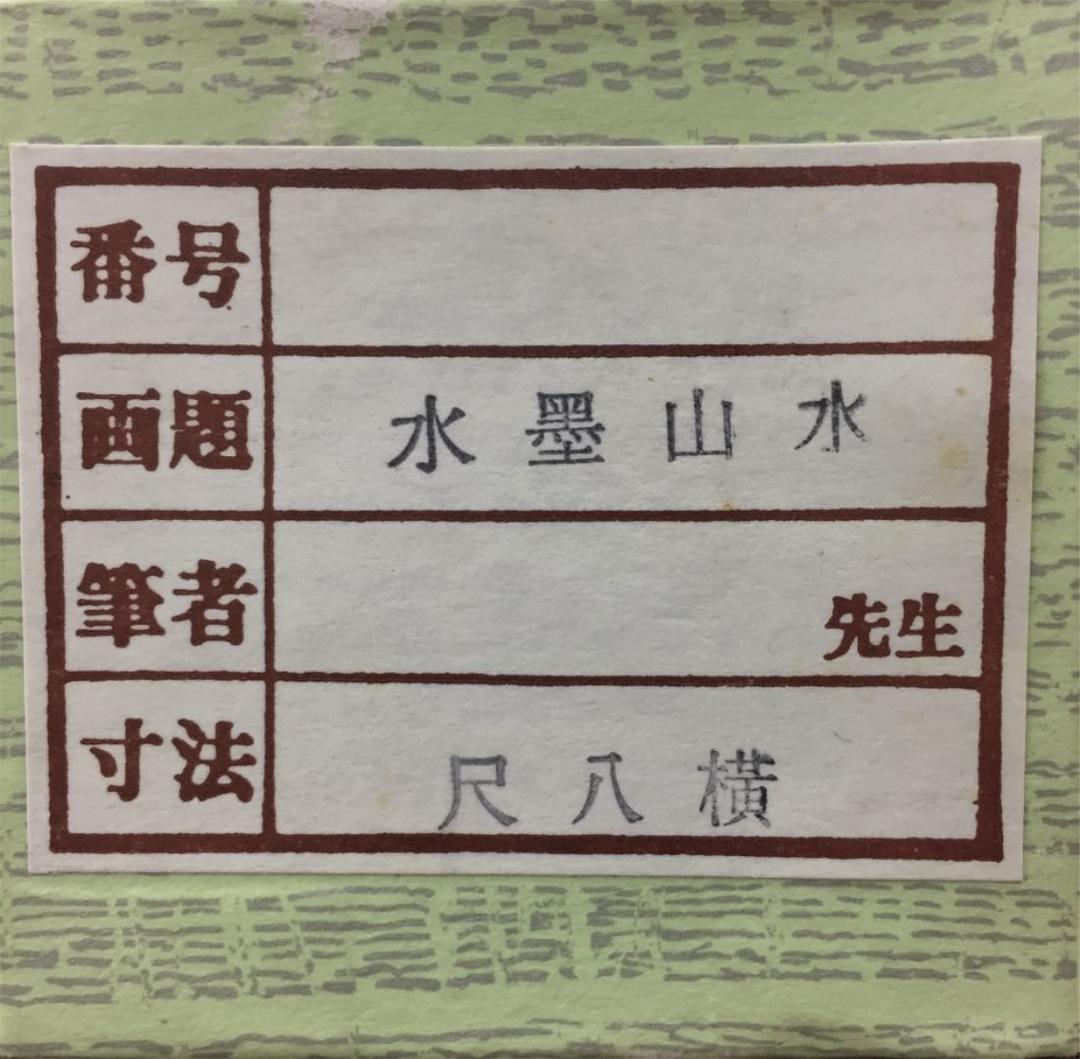 番号
画題 水墨山水
筆者 先生
寸法 尺八横